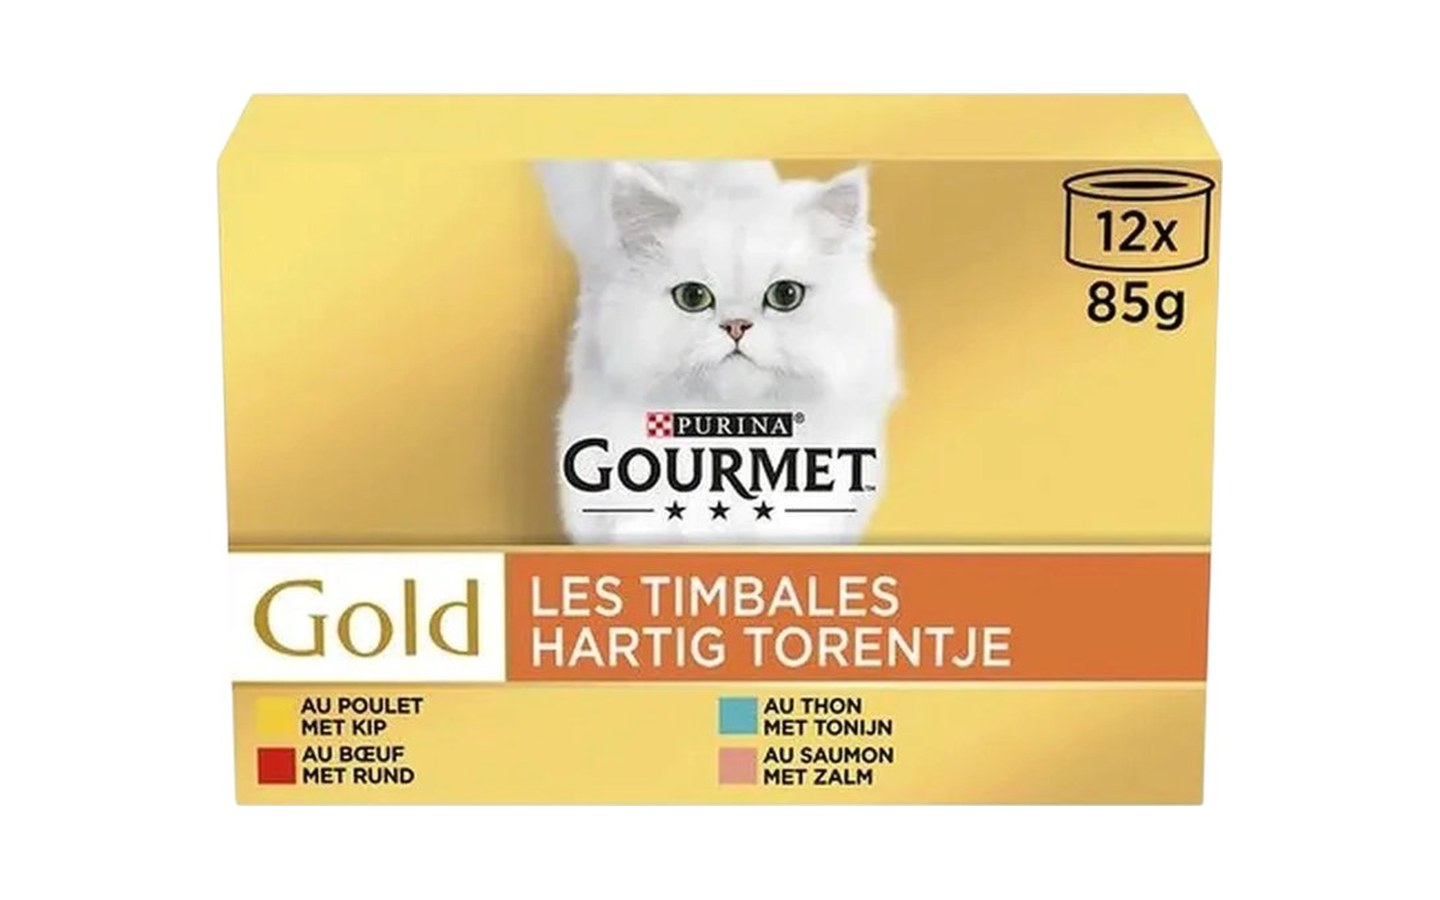 12x
85g
PURINA®
GOURMET™
Gold
LES TIMBALES
HARTIG TORENTJE
AU POULET
MET KIP
AU BŒUF
MET RUND
AU THON
MET TONIJN
AU SAUMON
MET ZALM